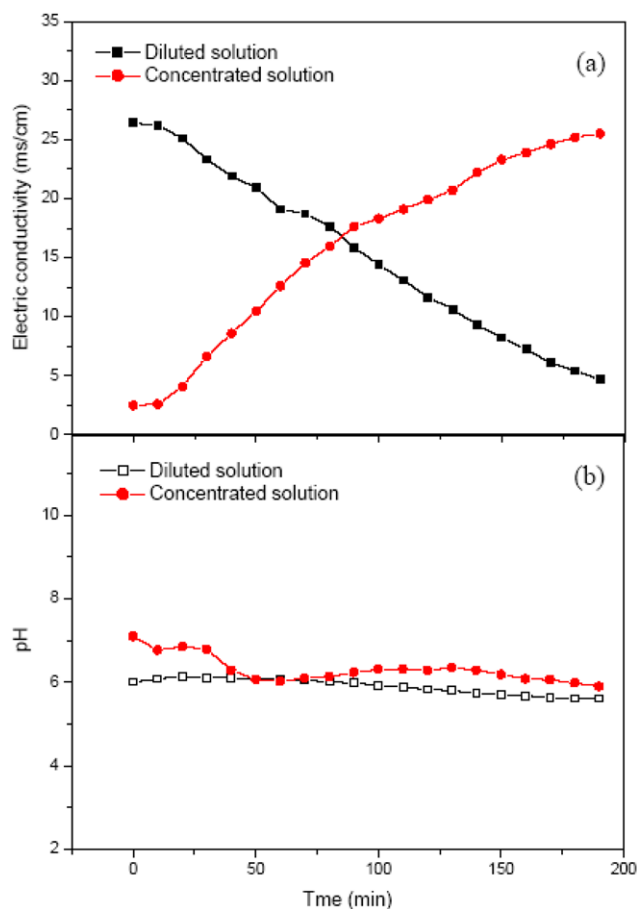 35
30
25
20
15
10
5
0
Electric conductivity (ms/cm)
Diluted solution
Concentrated solution
(a)
10
8
6
4
2
pH
Diluted solution
Concentrated solution
(b)
0
50
100
150
200
Tme (min)